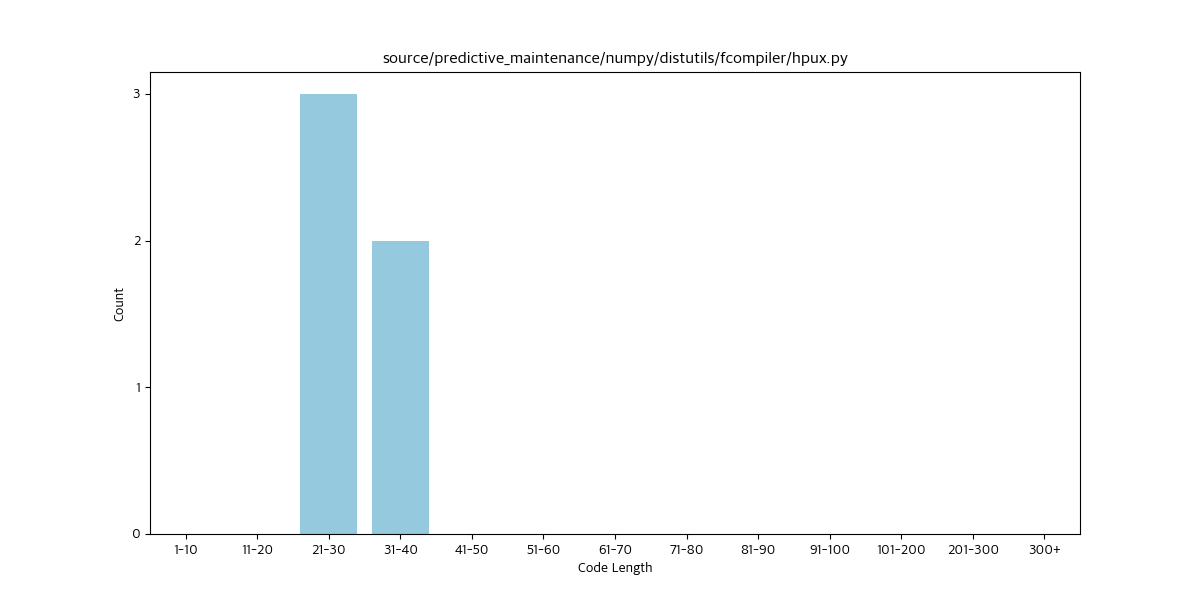 source/predictive_maintenance/numpy/distutils/fcompiler/hpux.py
3
2
1
0
Count
1-10 11-20 21-30 31-40 41-50 51-60 61-70 71-80 81-90 91-100 101-200 201-300 300+
Code Length